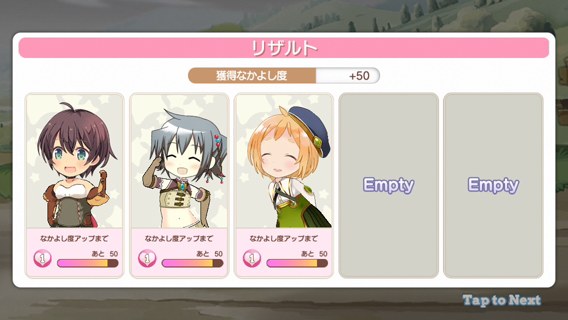 リザルト
獲得なかよし度 +50
なかよし度アップまで
あと 50
1
なかよし度アップまで
あと 50
1
なかよし度アップまで
あと 50
1
Empty
Empty
Tap to Next